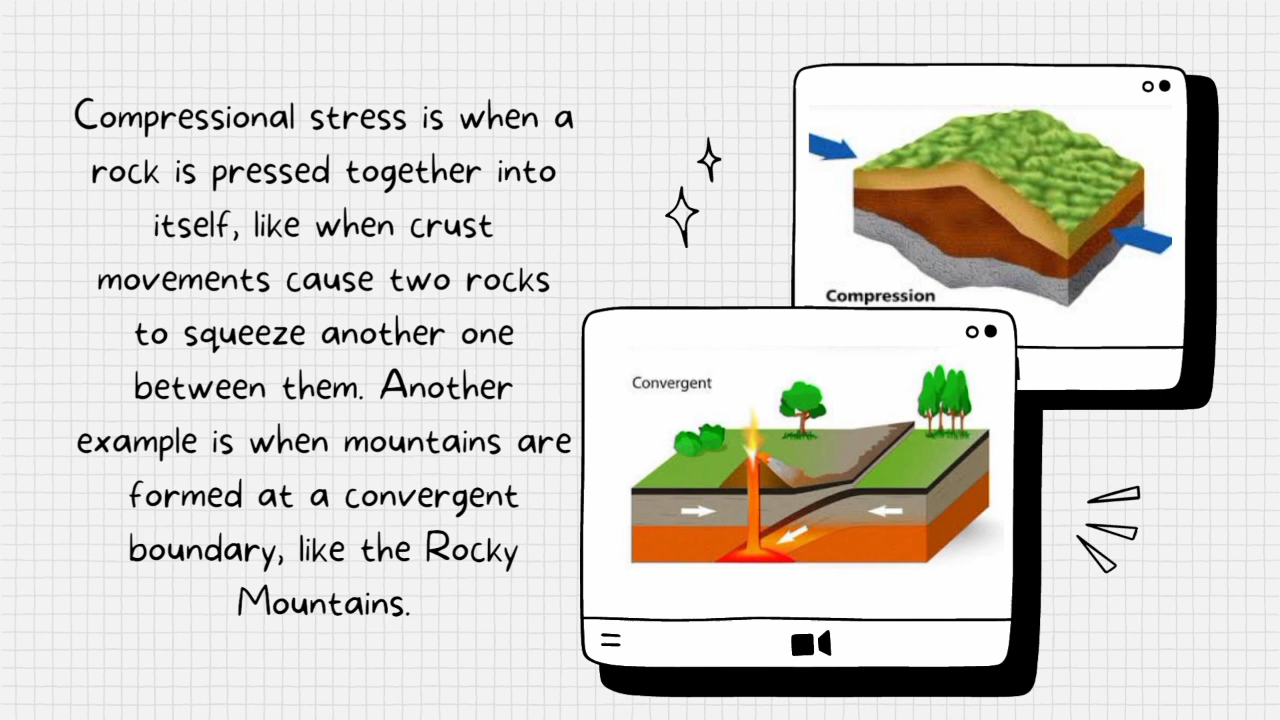 Compressional stress is when a
rock is pressed together into
itself, like when crust
movements cause two rocks
to squeeze another one
between them. Another
example is when mountains are
formed at a convergent
boundary, like the Rocky
Mountains.
Compression
Convergent